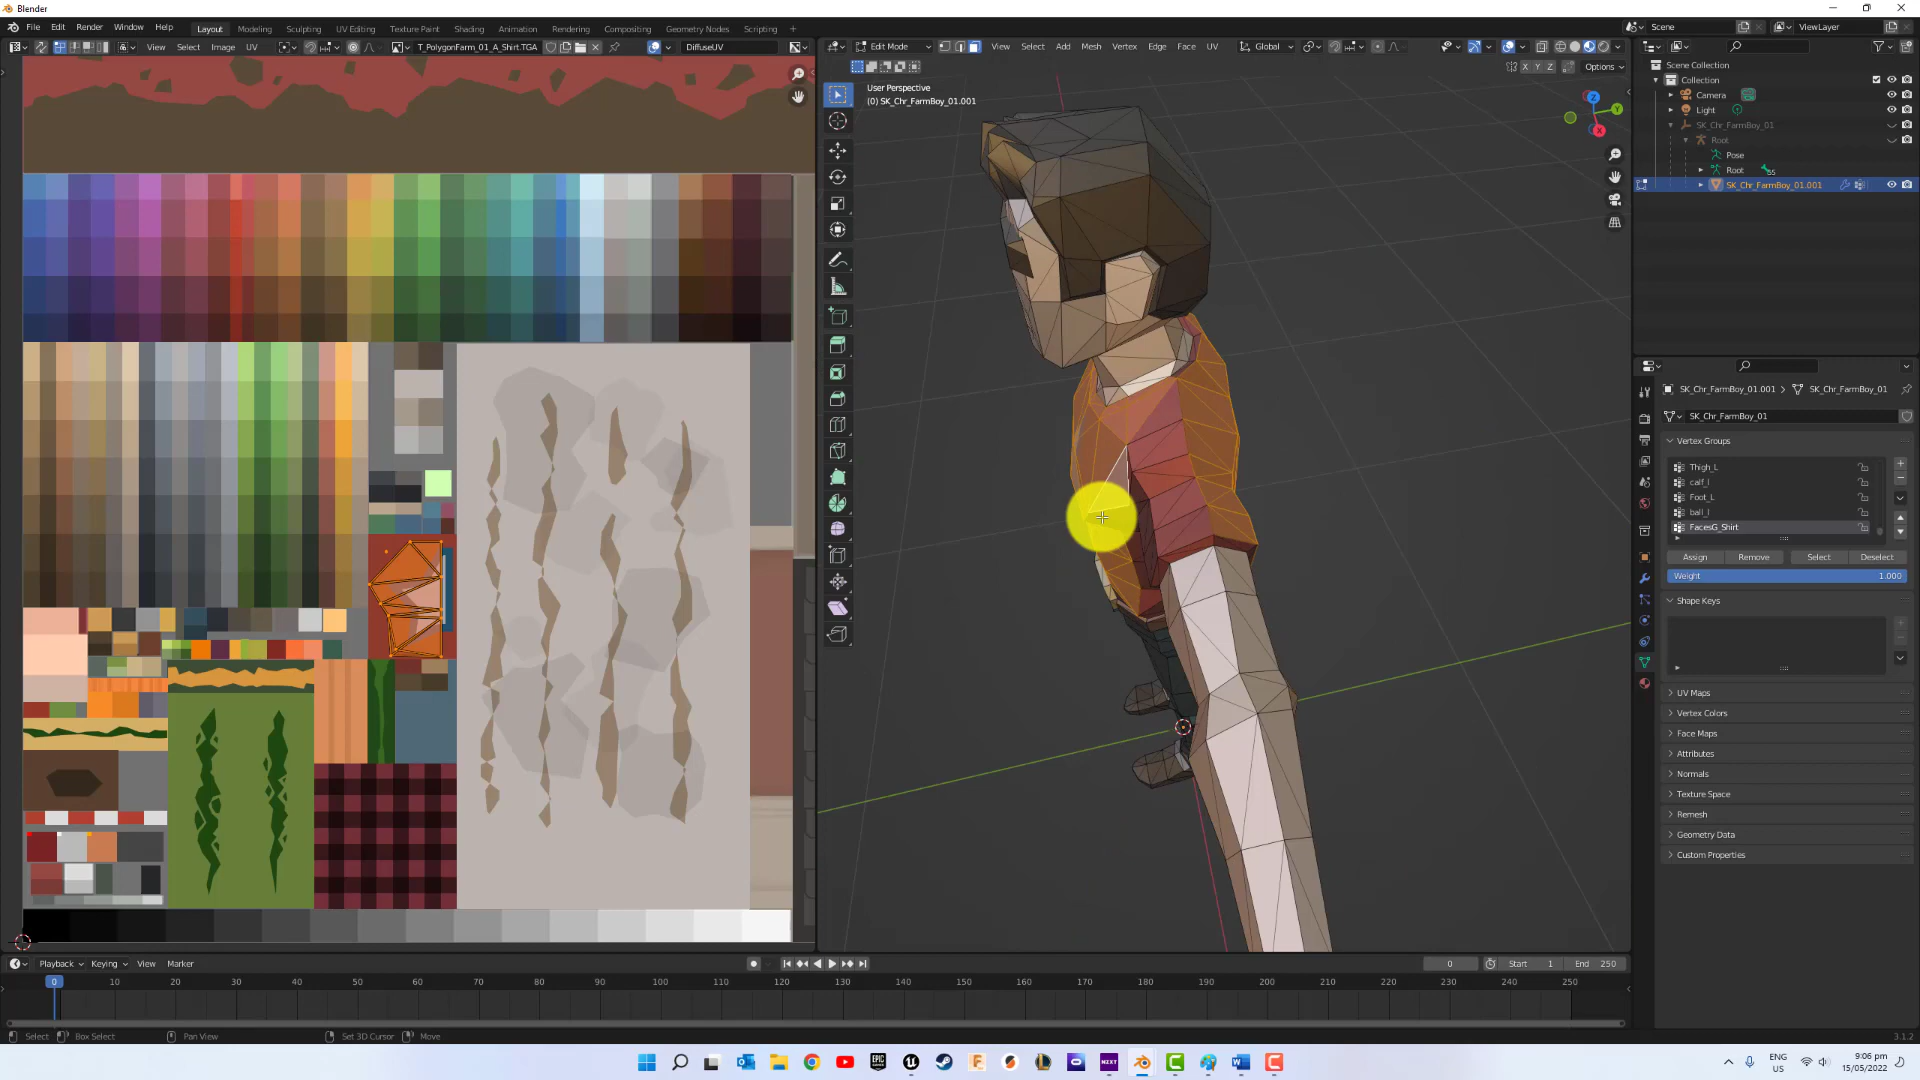 Blender
File Edit Render Window Help
Layout Modeling Sculpting UV Editing Texture Paint Shading Animation Rendering Compositing Geometry Nodes Scripting +
Scene
ViewLayer
View Select Image UV
T_PolygonFarm_01_A_Shirt.TGA
DiffuseUV
Edit Mode View Select Add Mesh Vertex Edge Face UV
Global
X Y Z Options
User Perspective
(0) SK_Chr_FarmBoy_01.001
Z
Y
X
Scene Collection
Collection
Camera
Light
SK_Chr_FarmBoy_01
Root
Pose
Root
55
SK_Chr_FarmBoy_01.001
SK_Chr_FarmBoy_01.001 > SK_Chr_FarmBoy_01
SK_Chr_FarmBoy_01
Vertex Groups
Thigh_L
calf_l
Foot_L
ball_l
FacesG_Shirt
Assign Remove Select Deselect
Weight 1.000
Shape Keys
UV Maps
Vertex Colors
Face Maps
Attributes
Normals
Texture Space
Remesh
Geometry Data
Custom Properties
Playback Keying View Marker
0 Start 1 End 250
0 10 20 30 40 50 60 70 80 90 100 110 120 130 140 150 160 170 180 190 200 210 220 230 240 250
Select Box Select Pan View Set 3D Cursor Move
3.1.2
ENG
US
9:06 pm
15/05/2022